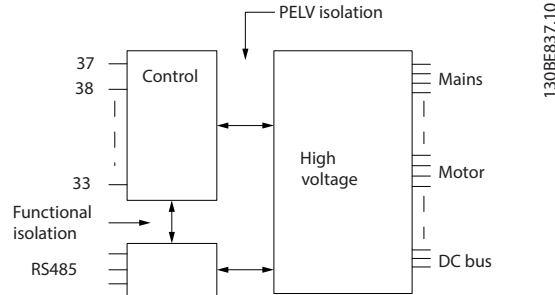 PELV isolation
130BE837.10
37
38
33
Control
High
voltage
Mains
Motor
DC bus
Functional
isolation
RS485